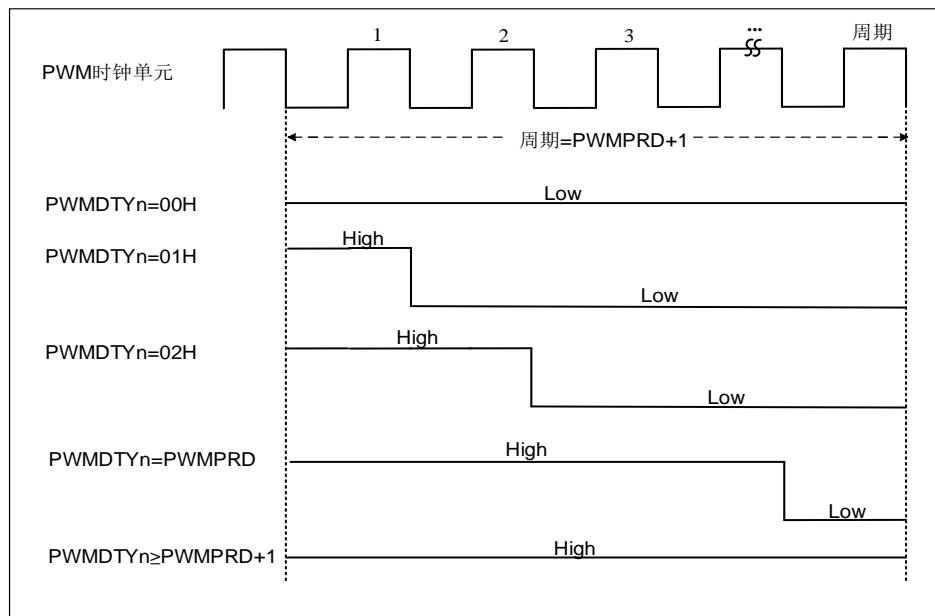 1 2 3 ... 周期
PWM时钟单元
周期=PWMPRD+1
Low
PWMDTYn=00H
High
PWMDTYn=01H
Low
PWMDTYn=02H
High
Low
PWMDTYn=PWMPRD
High
Low
PWMDTYn≥PWMPRD+1
High